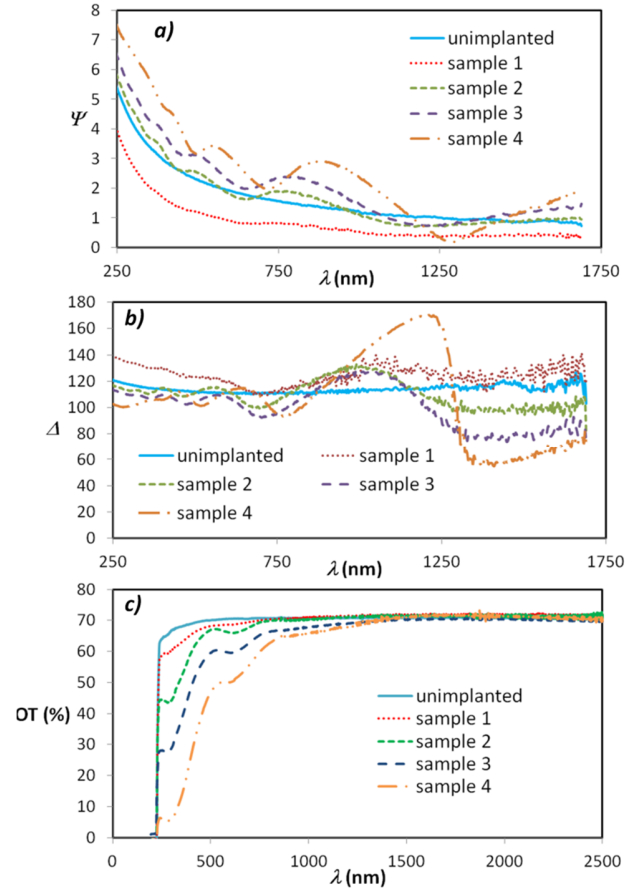 a)
8
7
6
5
4
3
2
1
0
Ψ
unimplanted
sample 1
sample 2
sample 3
sample 4
250 750 1250 1750
λ (nm)
b)
180
160
140
120
100
80
60
40
20
0
Δ
unimplanted sample 1
sample 2 sample 3
sample 4
250 750 1250 1750
λ (nm)
c)
80
70
60
50
40
30
20
10
0
OT (%)
unimplanted
sample 1
sample 2
sample 3
sample 4
0 500 1000 1500 2000 2500
λ (nm)